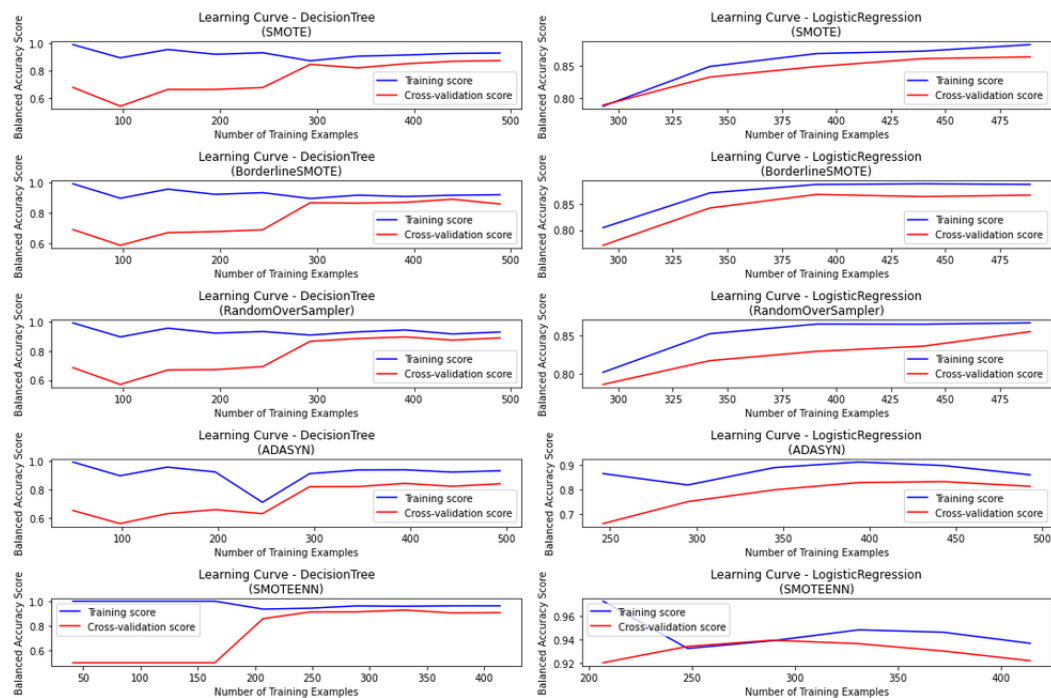 Learning Curve - DecisionTree
(SMOTE)
Balanced Accuracy Score
1.0
0.8
0.6
Training score
Cross-validation score
100
200
300
400
500
Number of Training Examples
Learning Curve - LogisticRegression
(SMOTE)
Balanced Accuracy Score
0.85
0.80
Training score
Cross-validation score
300
325
350
375
400
425
450
475
Number of Training Examples
Learning Curve - DecisionTree
(BorderlineSMOTE)
Balanced Accuracy Score
1.0
0.8
0.6
Training score
Cross-validation score
100
200
300
400
500
Number of Training Examples
Learning Curve - LogisticRegression
(BorderlineSMOTE)
Balanced Accuracy Score
0.85
0.80
Training score
Cross-validation score
300
325
350
375
400
425
450
475
Number of Training Examples
Learning Curve - DecisionTree
(RandomOverSampler)
Balanced Accuracy Score
1.0
0.8
0.6
Training score
Cross-validation score
100
200
300
400
500
Number of Training Examples
Learning Curve - LogisticRegression
(RandomOverSampler)
Balanced Accuracy Score
0.85
0.80
Training score
Cross-validation score
300
325
350
375
400
425
450
475
Number of Training Examples
Learning Curve - DecisionTree
(ADASYN)
Balanced Accuracy Score
1.0
0.8
0.6
Training score
Cross-validation score
100
200
300
400
500
Number of Training Examples
Learning Curve - LogisticRegression
(ADASYN)
Balanced Accuracy Score
0.9
0.8
0.7
Training score
Cross-validation score
250
300
350
400
450
500
Number of Training Examples
Learning Curve - DecisionTree
(SMOTEENN)
Balanced Accuracy Score
1.0
0.8
0.6
Training score
Cross-validation score
50
100
150
200
250
300
350
400
Number of Training Examples
Learning Curve - LogisticRegression
(SMOTEENN)
Balanced Accuracy Score
0.96
0.94
0.92
Training score
Cross-validation score
200
250
300
350
400
Number of Training Examples